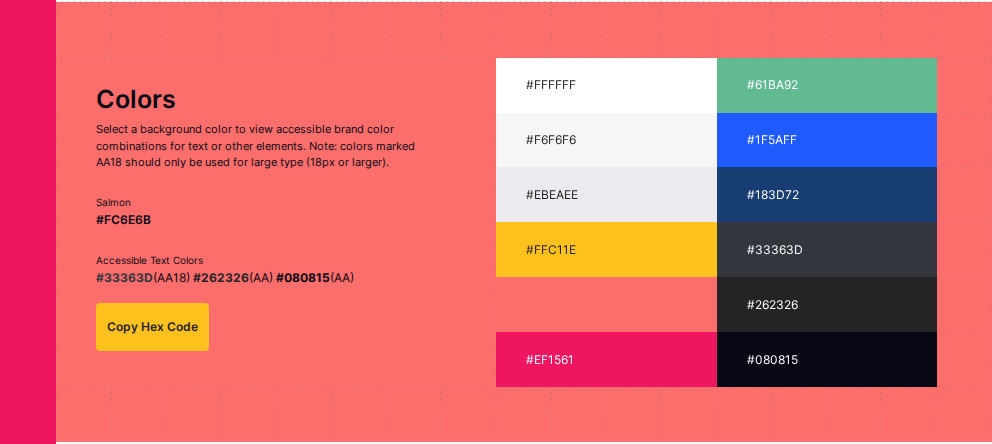 Colors
Select a background color to view accessible brand color
combinations for text or other elements. Note: colors marked
AA18 should only be used for large type (18px or larger).
Salmon
#FC6E6B
Accessible Text Colors
#33363D(AA18) #262326(AA) #080815(AA)
Copy Hex Code
#FFFFFF
#61BA92
#F6F6F6
#1F5AFF
#EBEAEE
#183D72
#FFC11E
#33363D
#262326
#EF1561
#080815